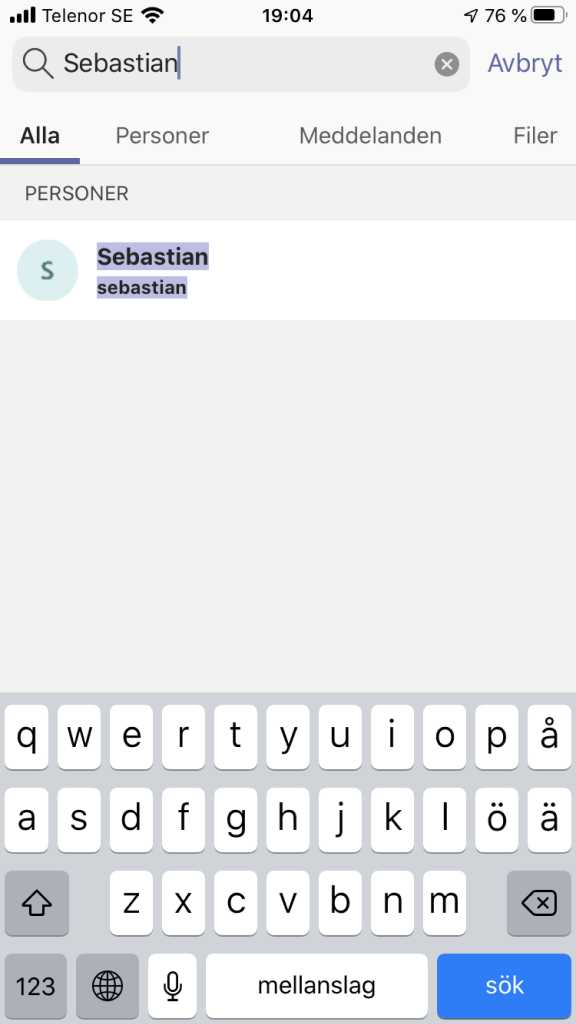 Telenor SE 19:04 76 %
Sebastian Avbryt
Alla Personer Meddelanden Filer
PERSONER
S
Sebastian
sebastian
q w e r t y u i o p å
a s d f g h j k l ö ä
z x c v b n m
123 mellanslag sök